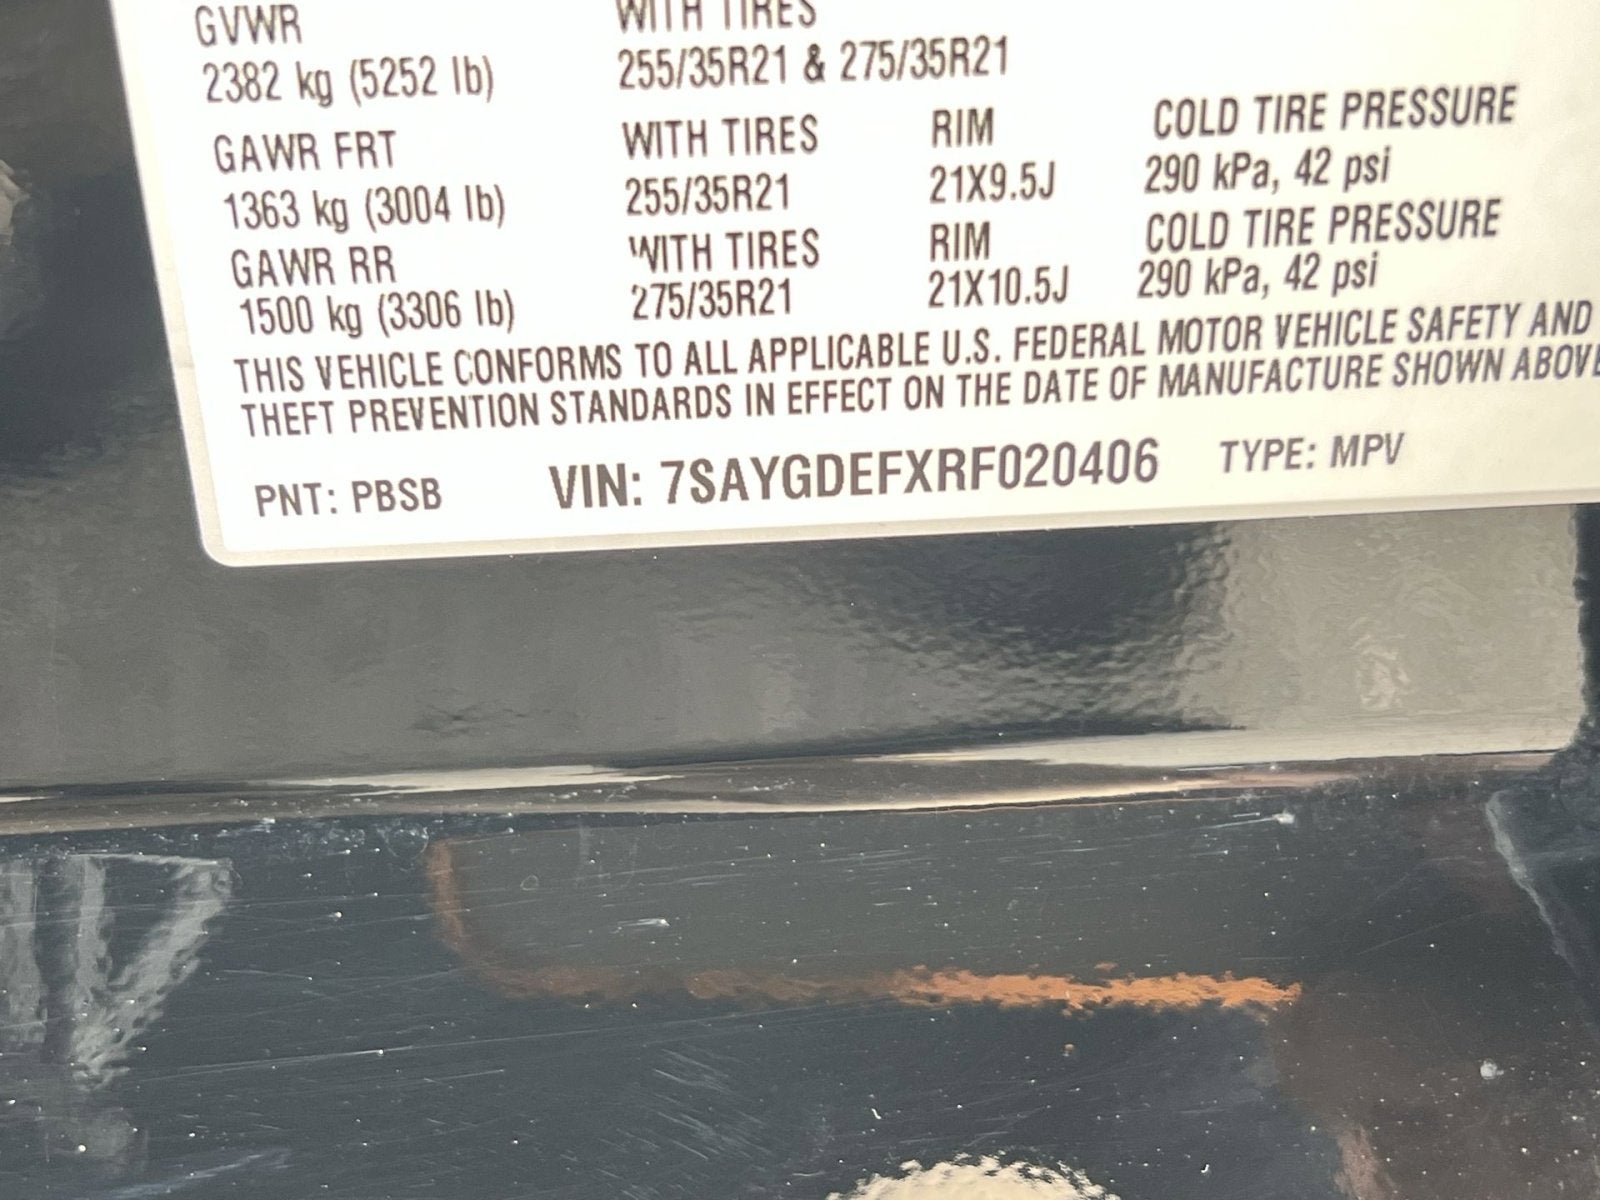 GVWR WITH TIRES
2382 kg (5252 lb) 255/35R21 & 275/35R21
GAWR FRT WITH TIRES RIM COLD TIRE PRESSURE
1363 kg (3004 lb) 255/35R21 21X9.5J 290 kPa, 42 psi
GAWR RR WITH TIRES RIM COLD TIRE PRESSURE
1500 kg (3306 lb) 275/35R21 21X10.5J 290 kPa, 42 psi
THIS VEHICLE CONFORMS TO ALL APPLICABLE U.S. FEDERAL MOTOR VEHICLE SAFETY AND
THEFT PREVENTION STANDARDS IN EFFECT ON THE DATE OF MANUFACTURE SHOWN ABOVE
PNT: PBSB VIN: 7SAYGDEFXRF020406 TYPE: MPV